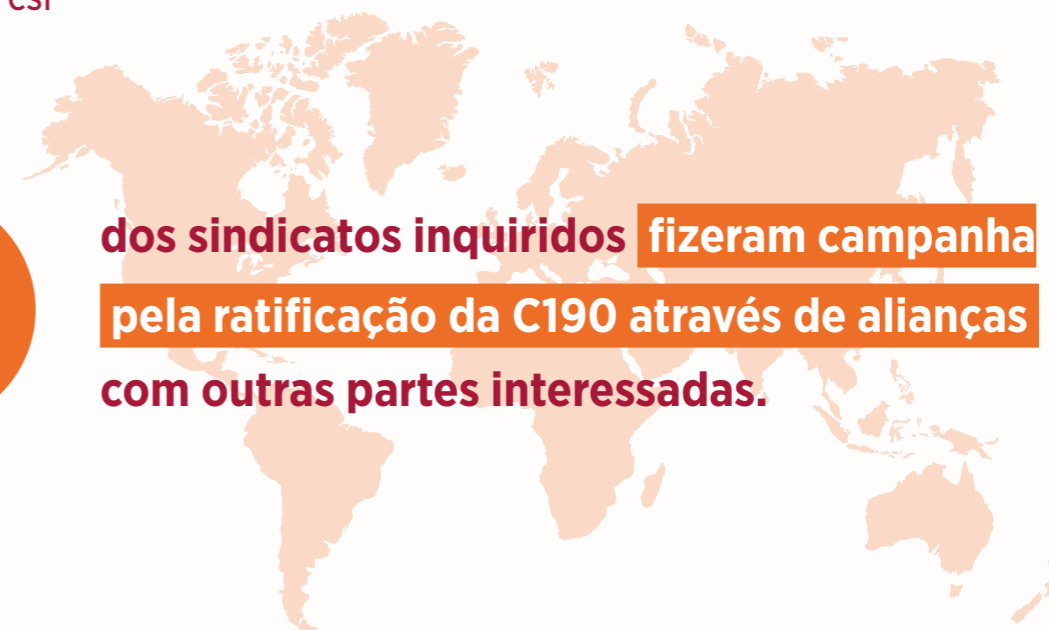 CSI
dos sindicatos inquiridos fizeram campanha
pela ratificação da C190 através de alianças
com outras partes interessadas.